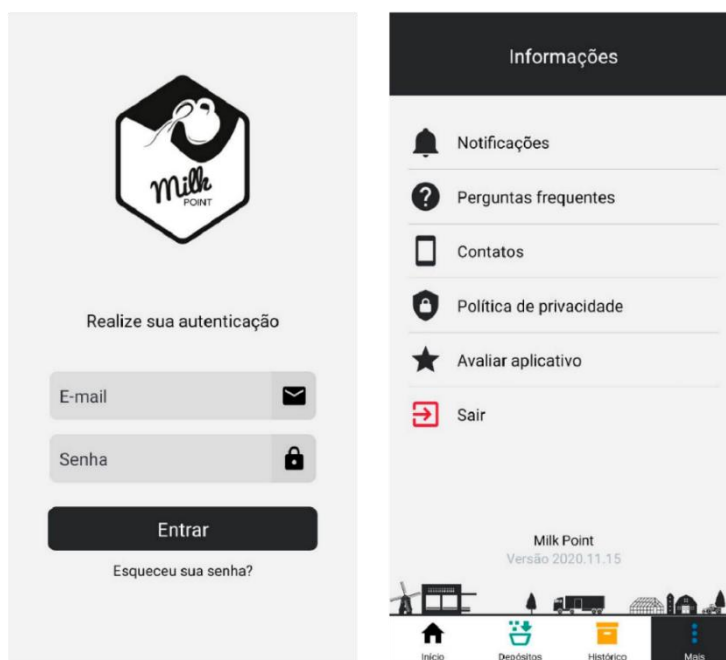 Milk
POINT
Realize sua autenticação
E-mail
Senha
Entrar
Esqueceu sua senha?
Informações
Notificações
Perguntas frequentes
Contatos
Política de privacidade
Avaliar aplicativo
Sair
Milk Point
Versão 2020.11.15
Início
Depósitos
Histórico
Mais